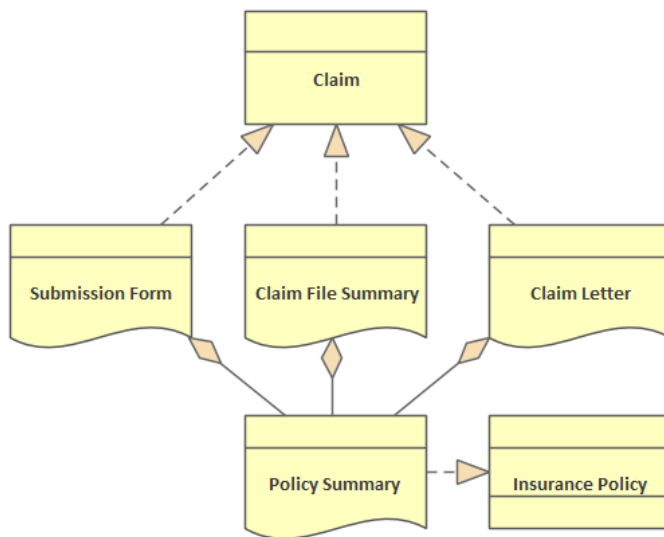 Claim
Submission Form
Claim File Summary
Claim Letter
Policy Summary
Insurance Policy